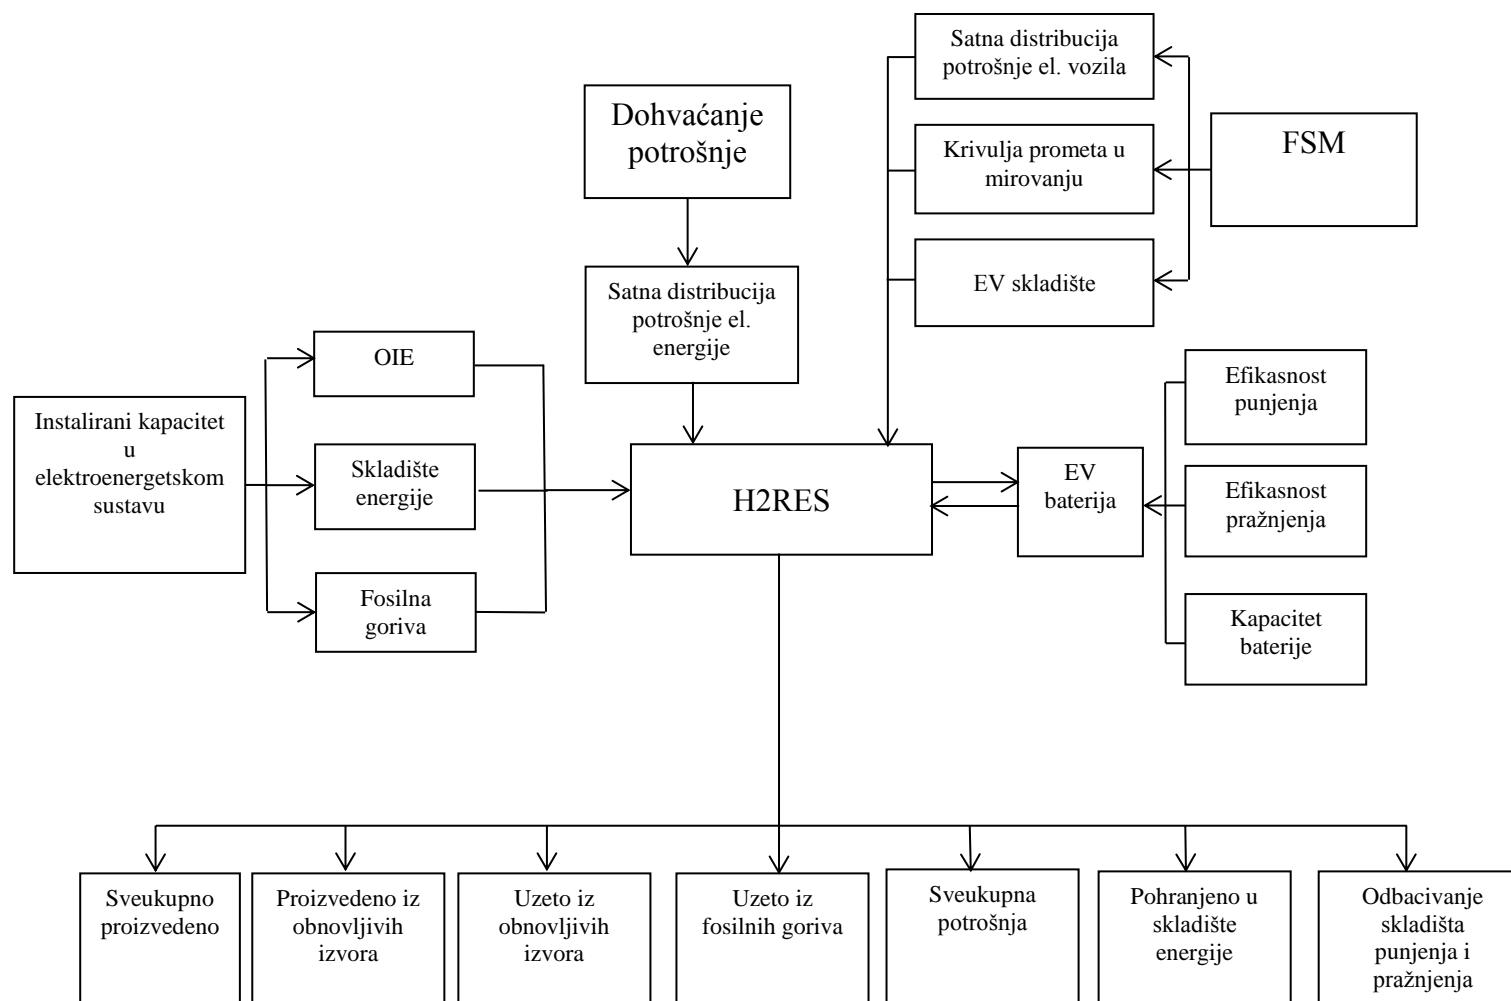 Satna distribucija
potrošnje el. vozila
Dohvaćanje
potrošnje
Krivulja prometa u
mirovanju
FSM
EV skladište
Satna distribucija
potrošnje el.
energije
OIE
Efikasnost
punjenja
Instalirani kapacitet
u
elektroenergetskom
sustavu
Skladište
energije
H2RES
EV
baterija
Efikasnost
pražnjenja
Fosilna
goriva
Kapacitet
baterije
Sveukupno
proizvedeno
Proizvedeno iz
obnovljivih
izvora
Uzeto iz
obnovljivih
izvora
Uzeto iz
fosilnih goriva
Sveukupna
potrošnja
Pohranjeno u
skladište
energije
Odbacivanje
skladišta
punjenja i
pražnjenja